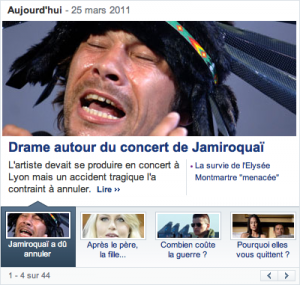 Aujourd'hui - 25 mars 2011
Drame autour du concert de Jamiroquaï
L'artiste devait se produire en concert à
Lyon mais un accident tragique l'a
contraint à annuler. Lire ››
• La survie de l'Elysée
Montmartre "menacée"
Jamiroquaï a dû
annuler
Après le père,
la fille...
Combien coûte
la guerre ?
Pourquoi elles
vous quittent ?
1 - 4 sur 44